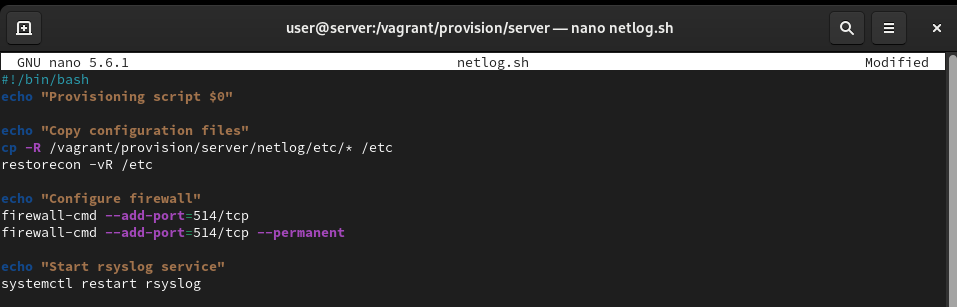 user@server:/vagrant/provision/server — nano netlog.sh
GNU nano 5.6.1 netlog.sh Modified
#!/bin/bash
echo "Provisioning script $0"
echo "Copy configuration files"
cp -R /vagrant/provision/server/netlog/etc/* /etc
restorecon -vR /etc
echo "Configure firewall"
firewall-cmd --add-port=514/tcp
firewall-cmd --add-port=514/tcp --permanent
echo "Start rsyslog service"
systemctl restart rsyslog